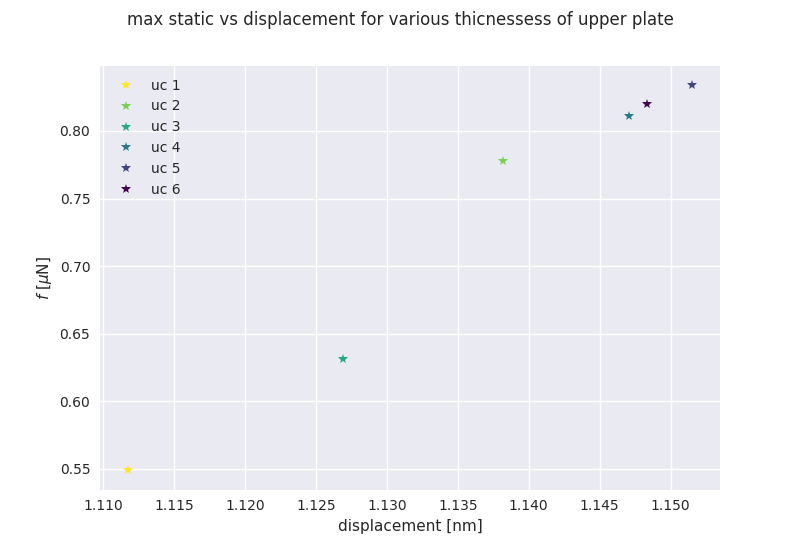 max static vs displacement for various thicnessess of upper plate
uc 1
uc 2
uc 3
uc 4
uc 5
uc 6
0.80
0.75
0.70
0.65
0.60
0.55
f [μN]
1.110 1.115 1.120 1.125 1.130 1.135 1.140 1.145 1.150
displacement [nm]